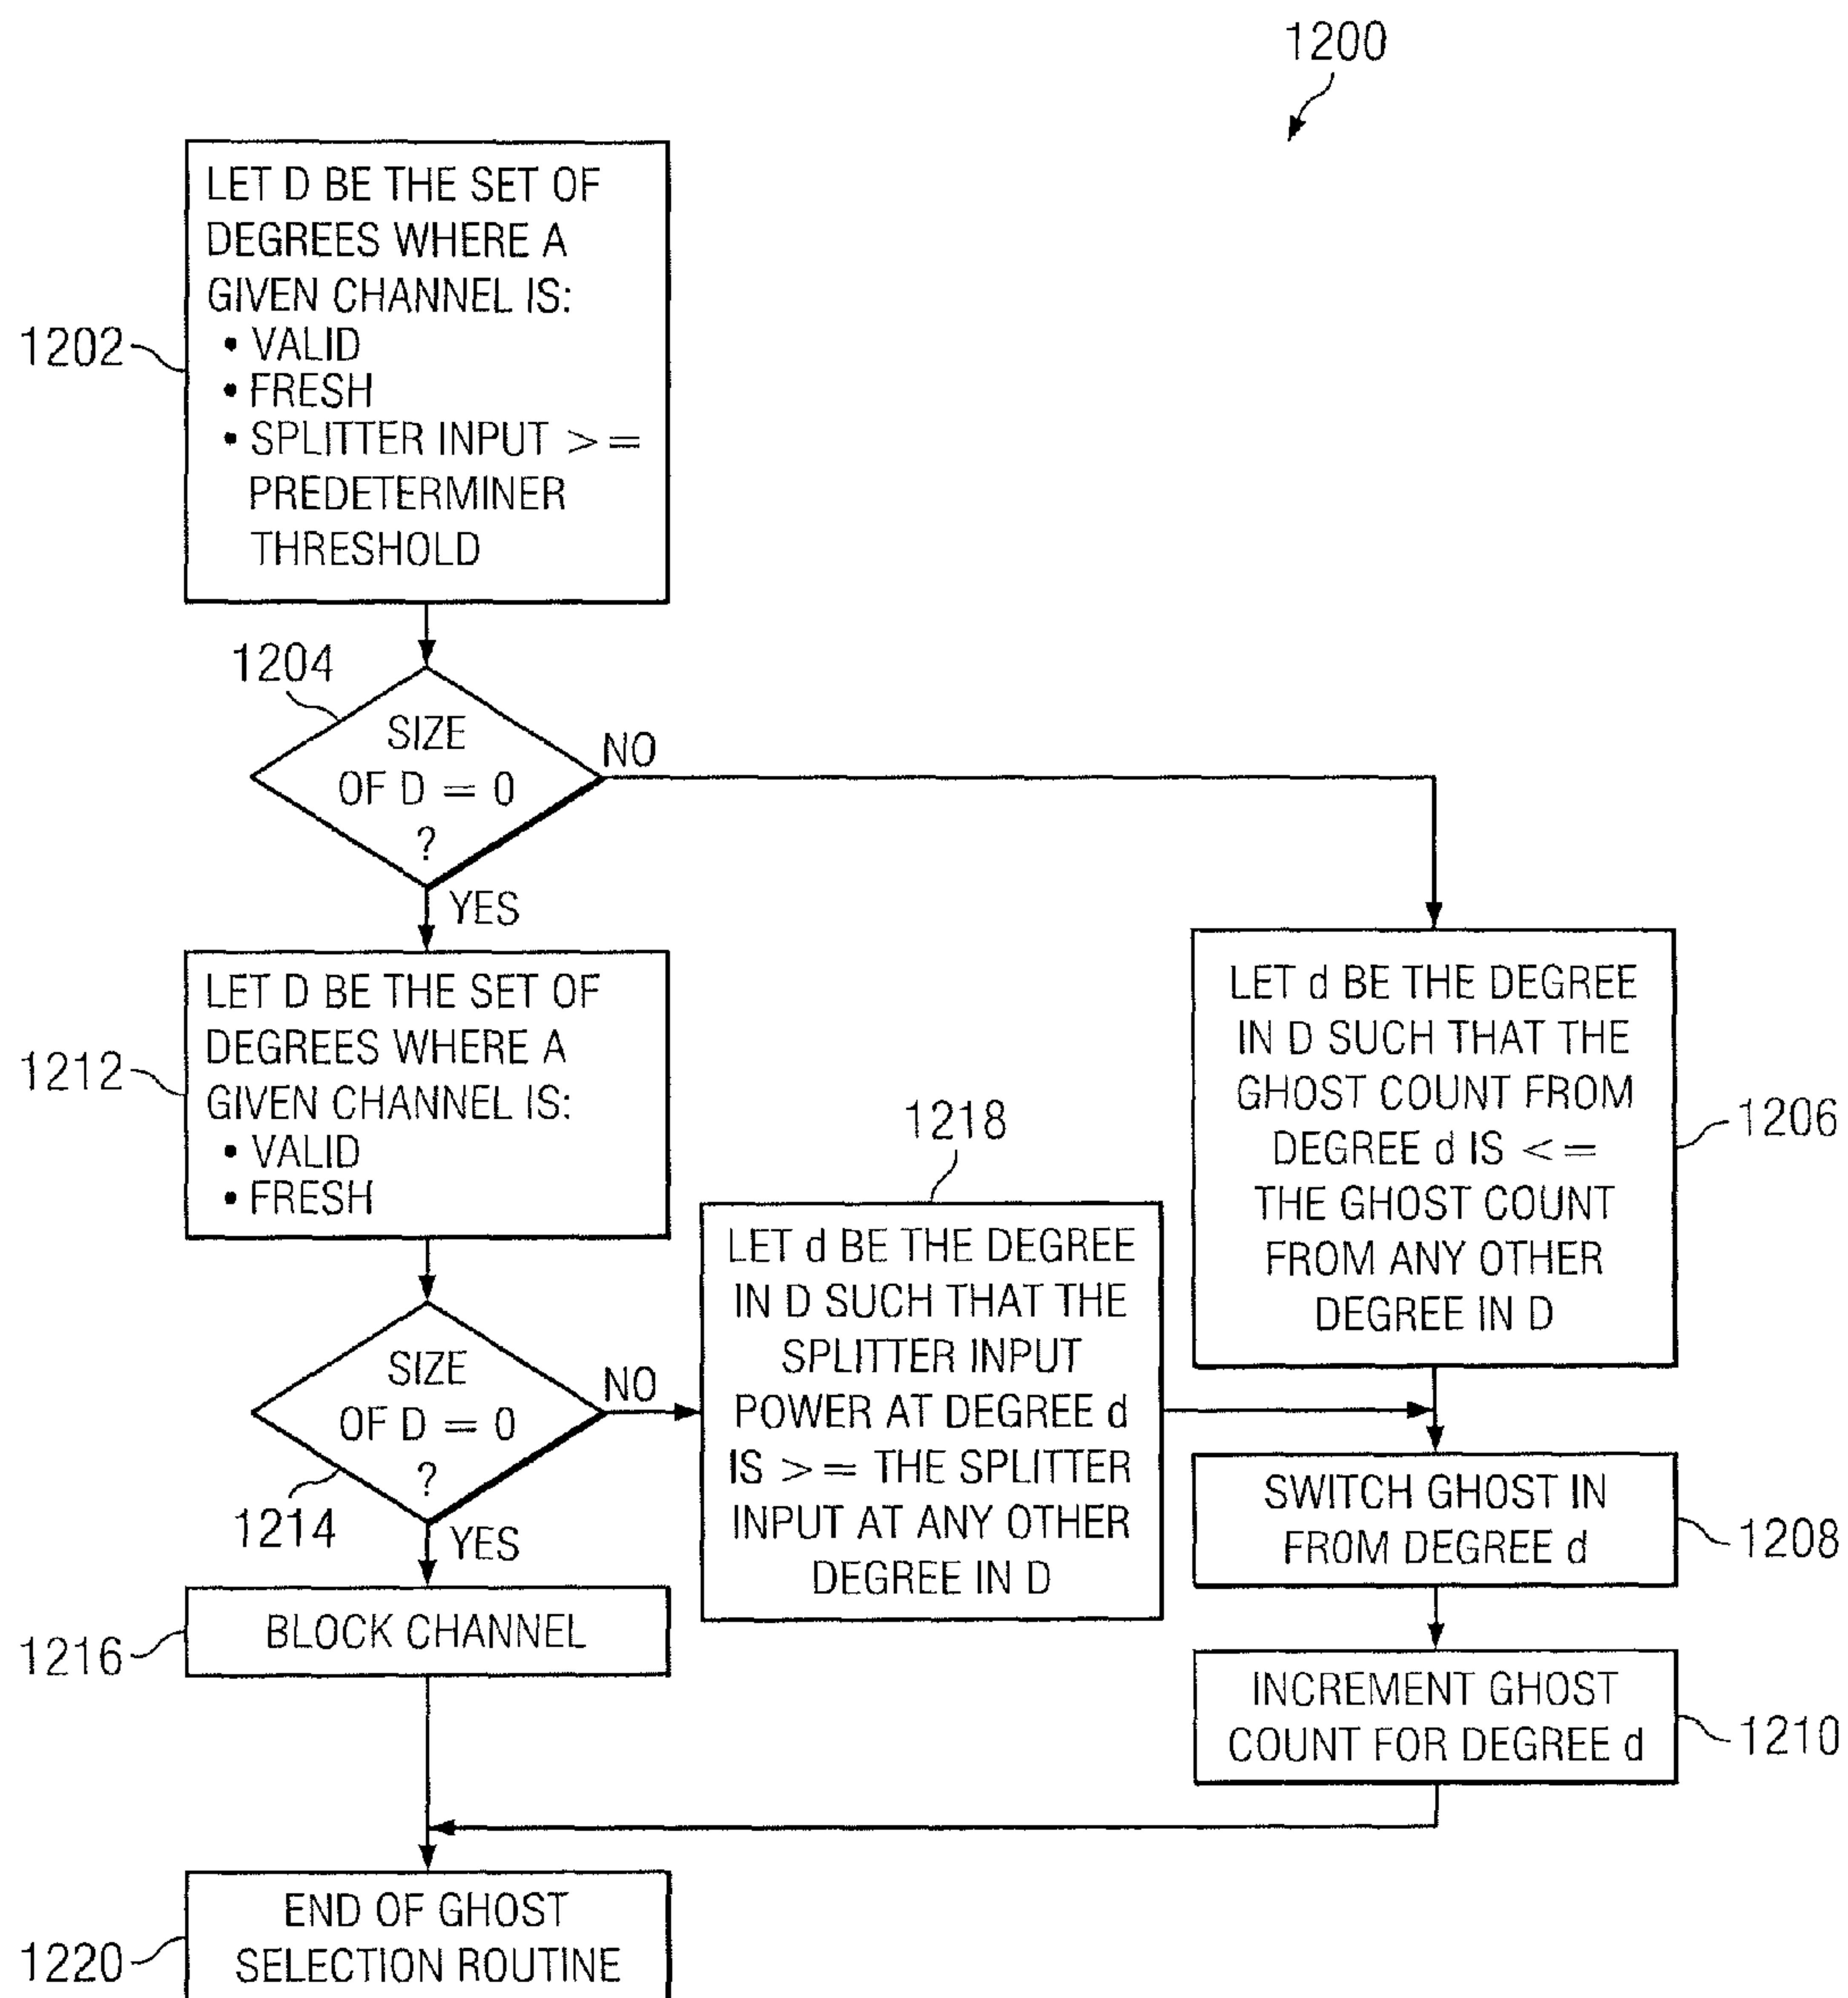 1200
LET D BE THE SET OF
DEGREES WHERE A
GIVEN CHANNEL IS:
• VALID
• FRESH
• SPLITTER INPUT >=
PREDETERMINER
THRESHOLD
1202
1204
SIZE
OF D = 0
?
NO
YES
LET D BE THE SET OF
DEGREES WHERE A
GIVEN CHANNEL IS:
• VALID
• FRESH
1212
LET d BE THE DEGREE
IN D SUCH THAT THE
GHOST COUNT FROM
DEGREE d IS <=
THE GHOST COUNT
FROM ANY OTHER
DEGREE IN D
1206
1218
LET d BE THE DEGREE
IN D SUCH THAT THE
SPLITTER INPUT
POWER AT DEGREE d
IS >= THE SPLITTER
INPUT AT ANY OTHER
DEGREE IN D
SIZE
OF D = 0
?
NO
1214
YES
SWITCH GHOST IN
FROM DEGREE d
1208
BLOCK CHANNEL
1216
INCREMENT GHOST
COUNT FOR DEGREE d
1210
END OF GHOST
SELECTION ROUTINE
1220